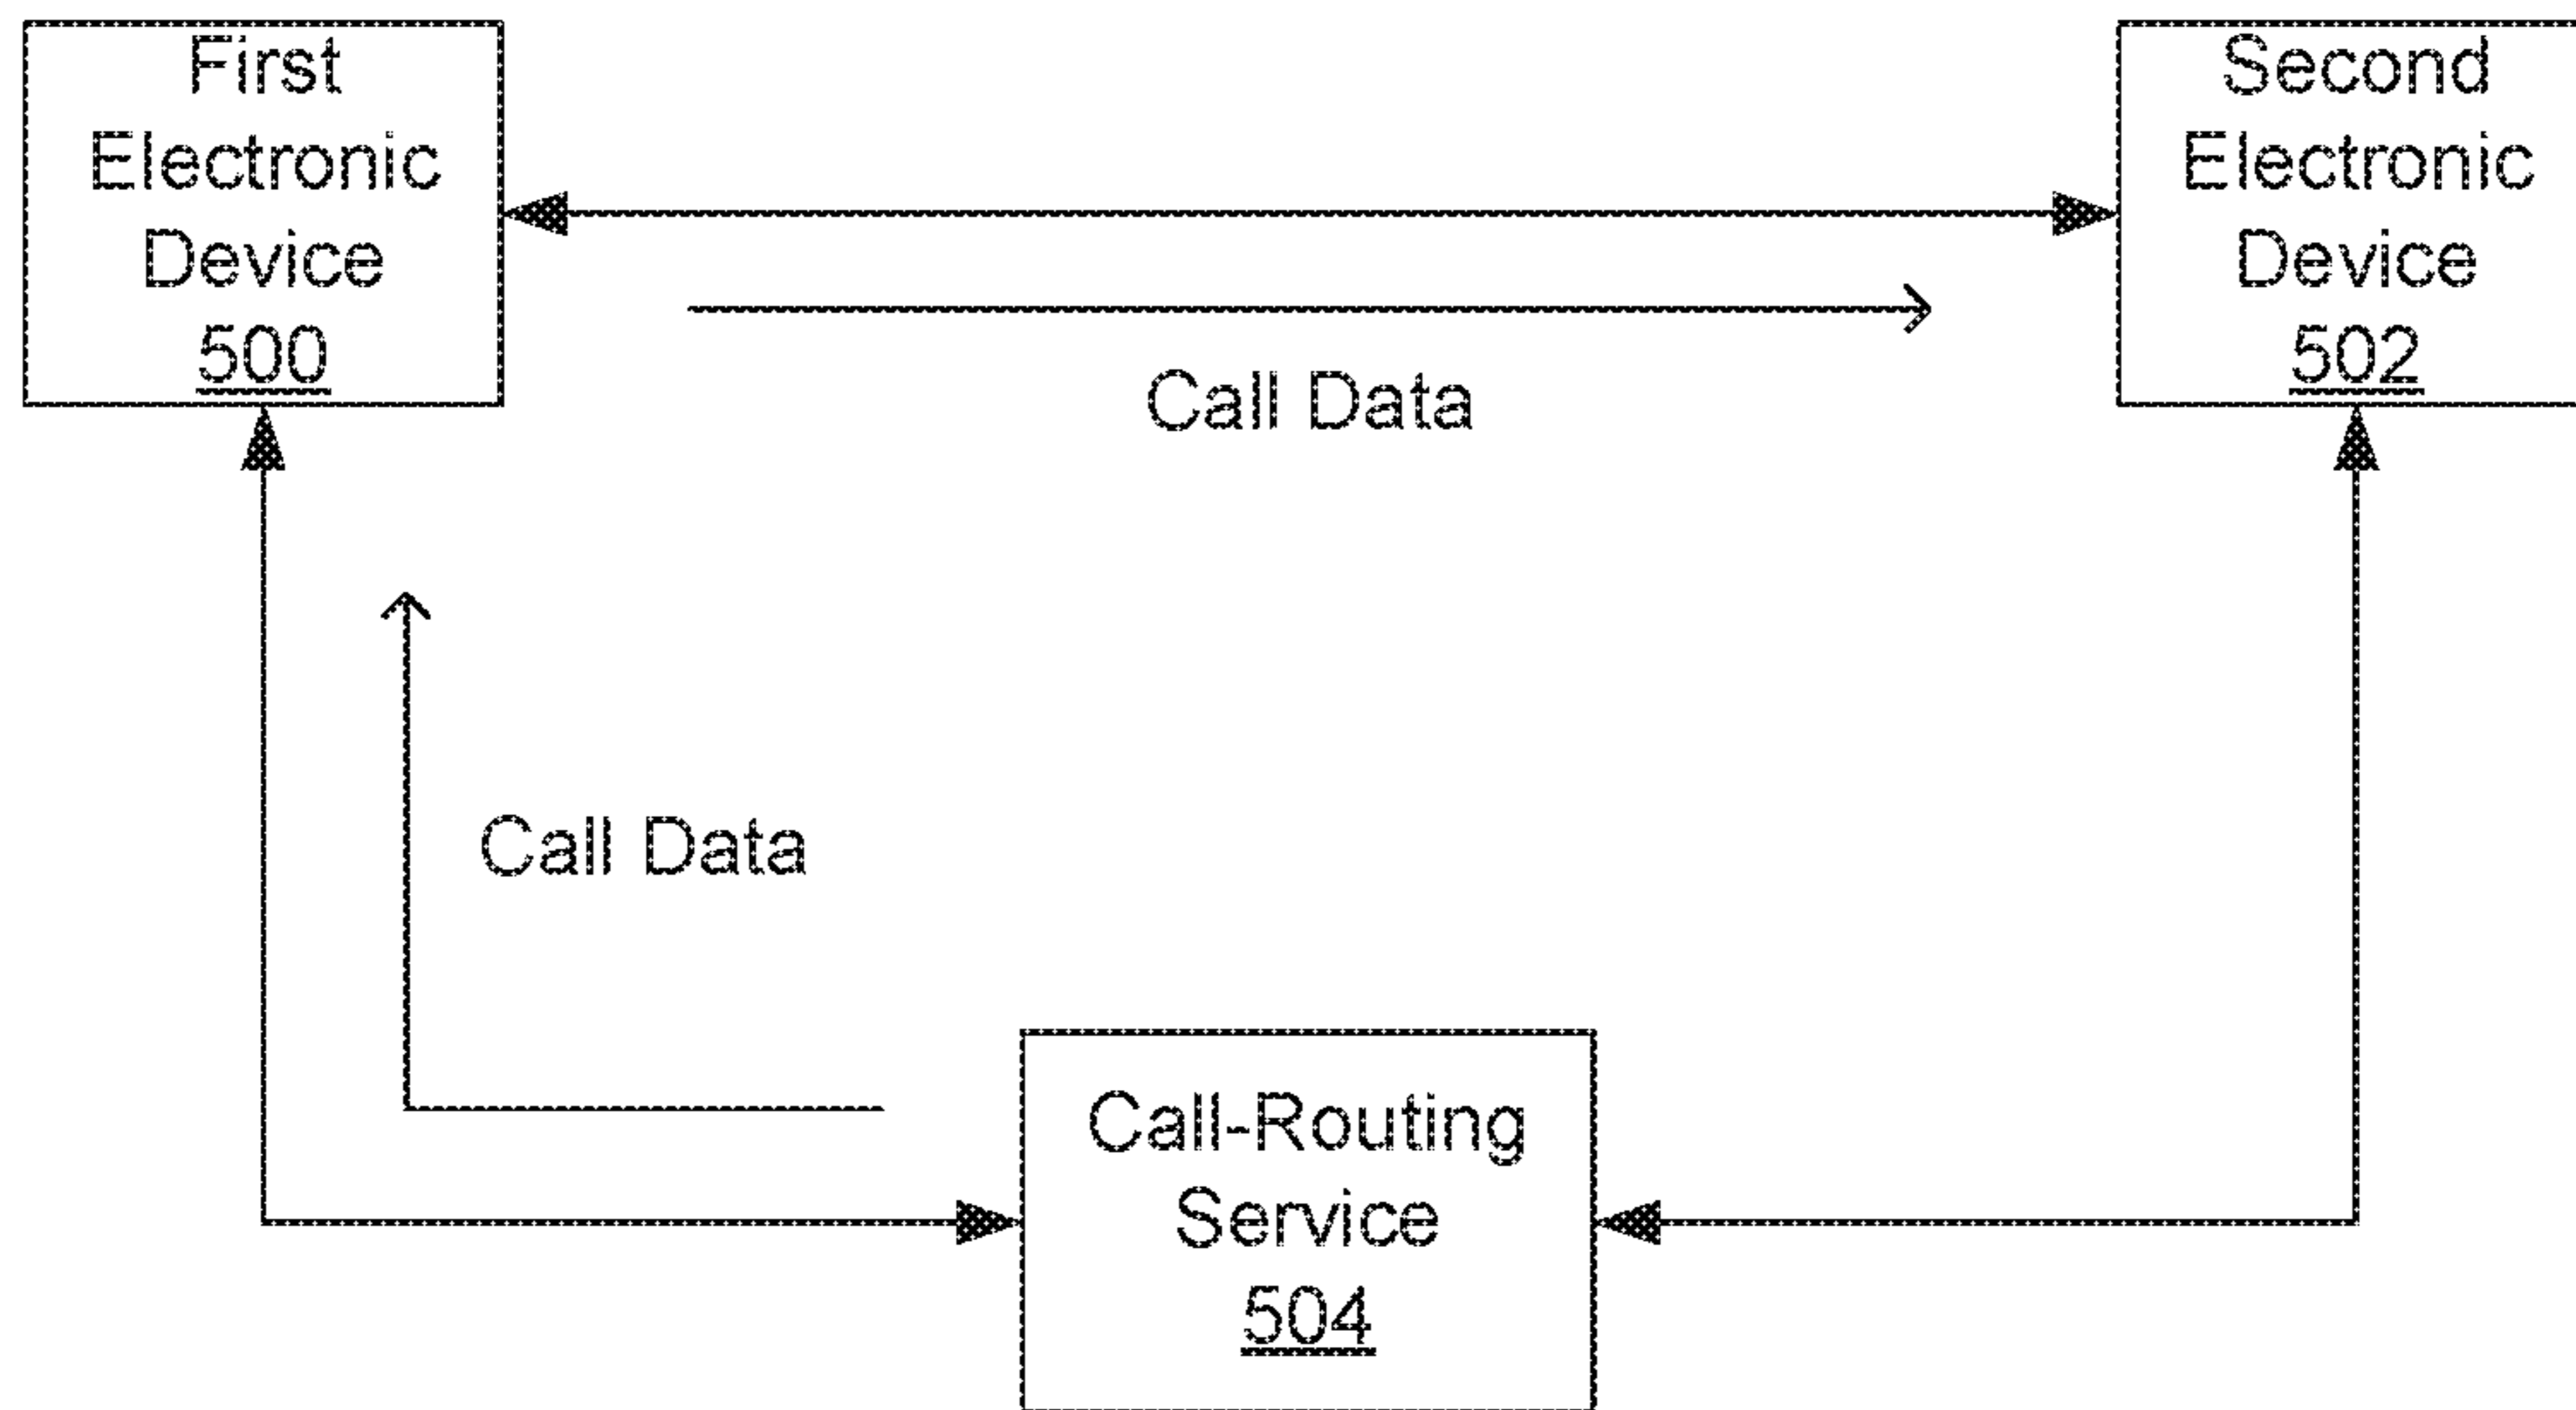 First
Electronic
Device
500
Second
Electronic
Device
502
Call Data
Call Data
Call-Routing
Service
504